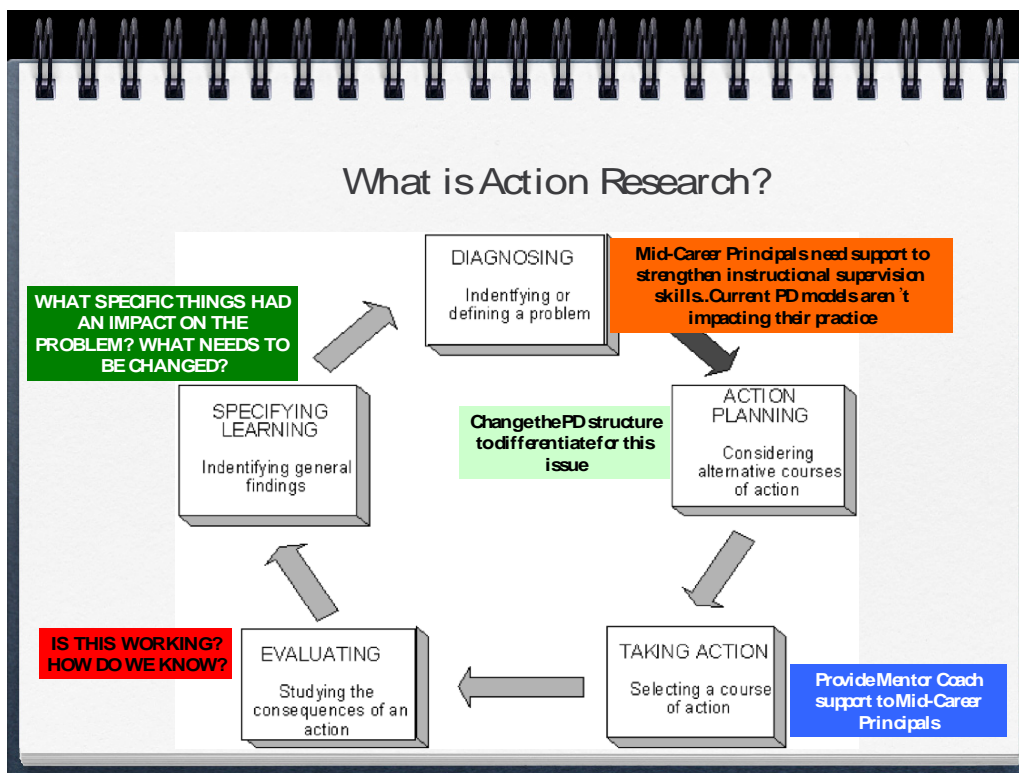 What is Action Research?
DIAGNOSING
Indentfying or
defining a problem
Mid-Career Principals need support to
strengthen instructional supervision
skills..Current PD models aren't
impacting their practice
WHAT SPECIFIC THINGS HAD
AN IMPACT ON THE
PROBLEM? WHAT NEEDS TO
BE CHANGED?
ACTION
PLANNING
Considering
alternative courses
of action
Change the PD structure
to differentiate for this
issue
SPECIFYING
LEARNING
Indentifying general
findings
TAKING ACTION
Selecting a course
of action
Provide Mentor Coach
support to Mid-Career
Principals
EVALUATING
Studying the
consequences of an
action
IS THIS WORKING?
HOW DO WE KNOW?